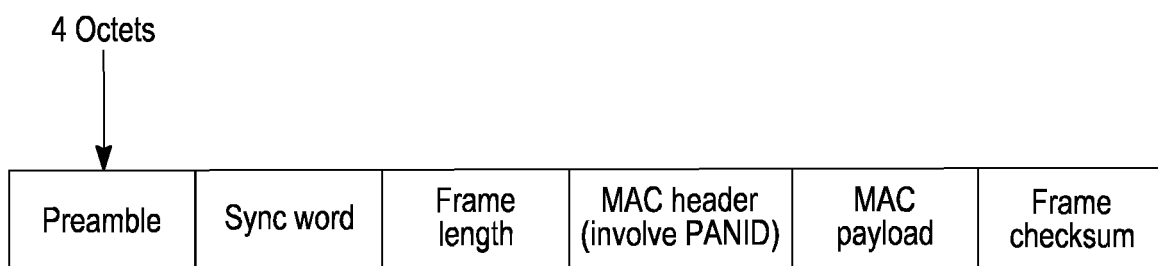 4 Octets
Preamble
Sync word
Frame
length
MAC header
(involve PANID)
MAC
payload
Frame
checksum